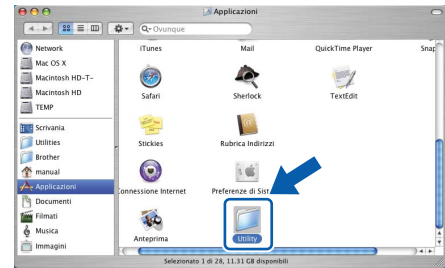 Applicazioni
Ovunque
Network
Mac OS X
Macintosh HD-T-
Macintosh HD
TEMP
Scrivania
Utilities
Brother
manual
Applicazioni
Documenti
Filmati
Musica
Immagini
iTunes
Mail
QuickTime Player
Snap
Safari
Sherlock
TextEdit
Stickies
Rubrica Indirizzi
Connessione Internet
Preferenze di Sist
Anteprima
Utility
Selezionato 1 di 28, 11.31 GB disponibili